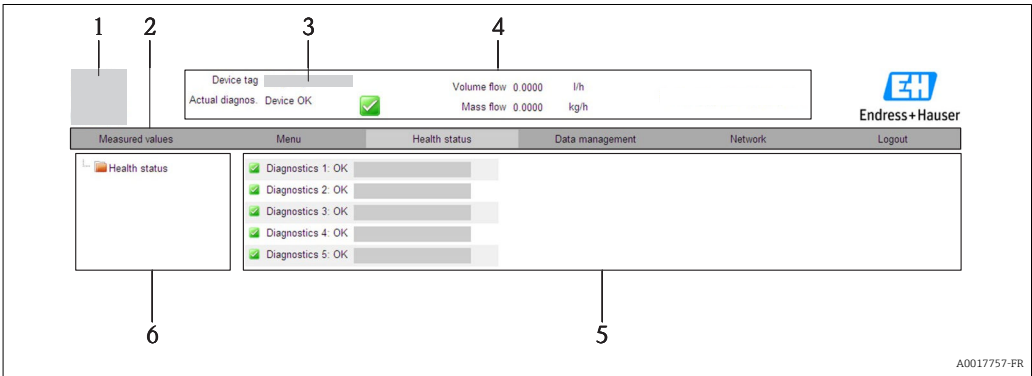 1 2 3 4
Device tag
Volume flow 0.0000 l/h
Actual diagnos. Device OK
Mass flow 0.0000 kg/h
EH
Endress+Hauser
Measured values Menu Health status Data management Network Logout
Health status
Diagnostics 1: OK
Diagnostics 2: OK
Diagnostics 3: OK
Diagnostics 4: OK
Diagnostics 5: OK
6 5
A0017757-FR